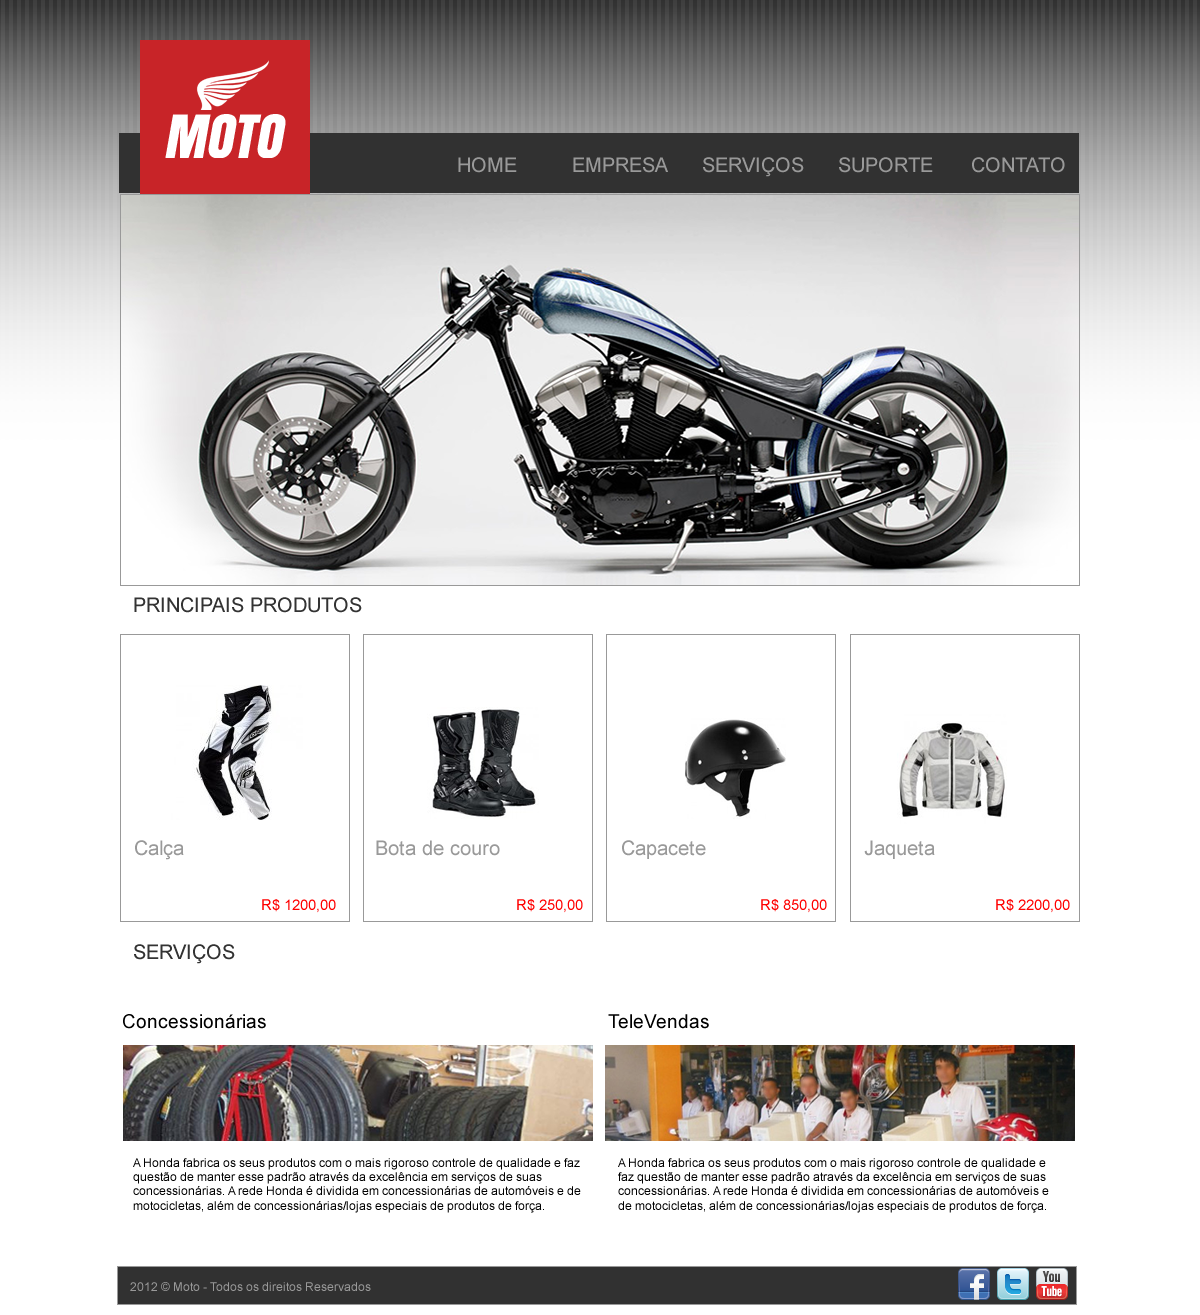 MOTO
HOME EMPRESA SERVIÇOS SUPORTE CONTATO
PRINCIPAIS PRODUTOS
Calça
R$ 1200,00
Bota de couro
R$ 250,00
Capacete
R$ 850,00
Jaqueta
R$ 2200,00
SERVIÇOS
Concessionárias
A Honda fabrica os seus produtos com o mais rigoroso controle de qualidade e faz
questão de manter esse padrão através da excelência em serviços de suas
concessionárias. A rede Honda é dividida em concessionárias de automóveis e de
motocicletas, além de concessionárias/lojas especiais de produtos de força.
TeleVendas
A Honda fabrica os seus produtos com o mais rigoroso controle de qualidade e
faz questão de manter esse padrão através da excelência em serviços de suas
concessionárias. A rede Honda é dividida em concessionárias de automóveis e
de motocicletas, além de concessionárias/lojas especiais de produtos de força.
2012 © Moto - Todos os direitos Reservados
f
t
You
Tube